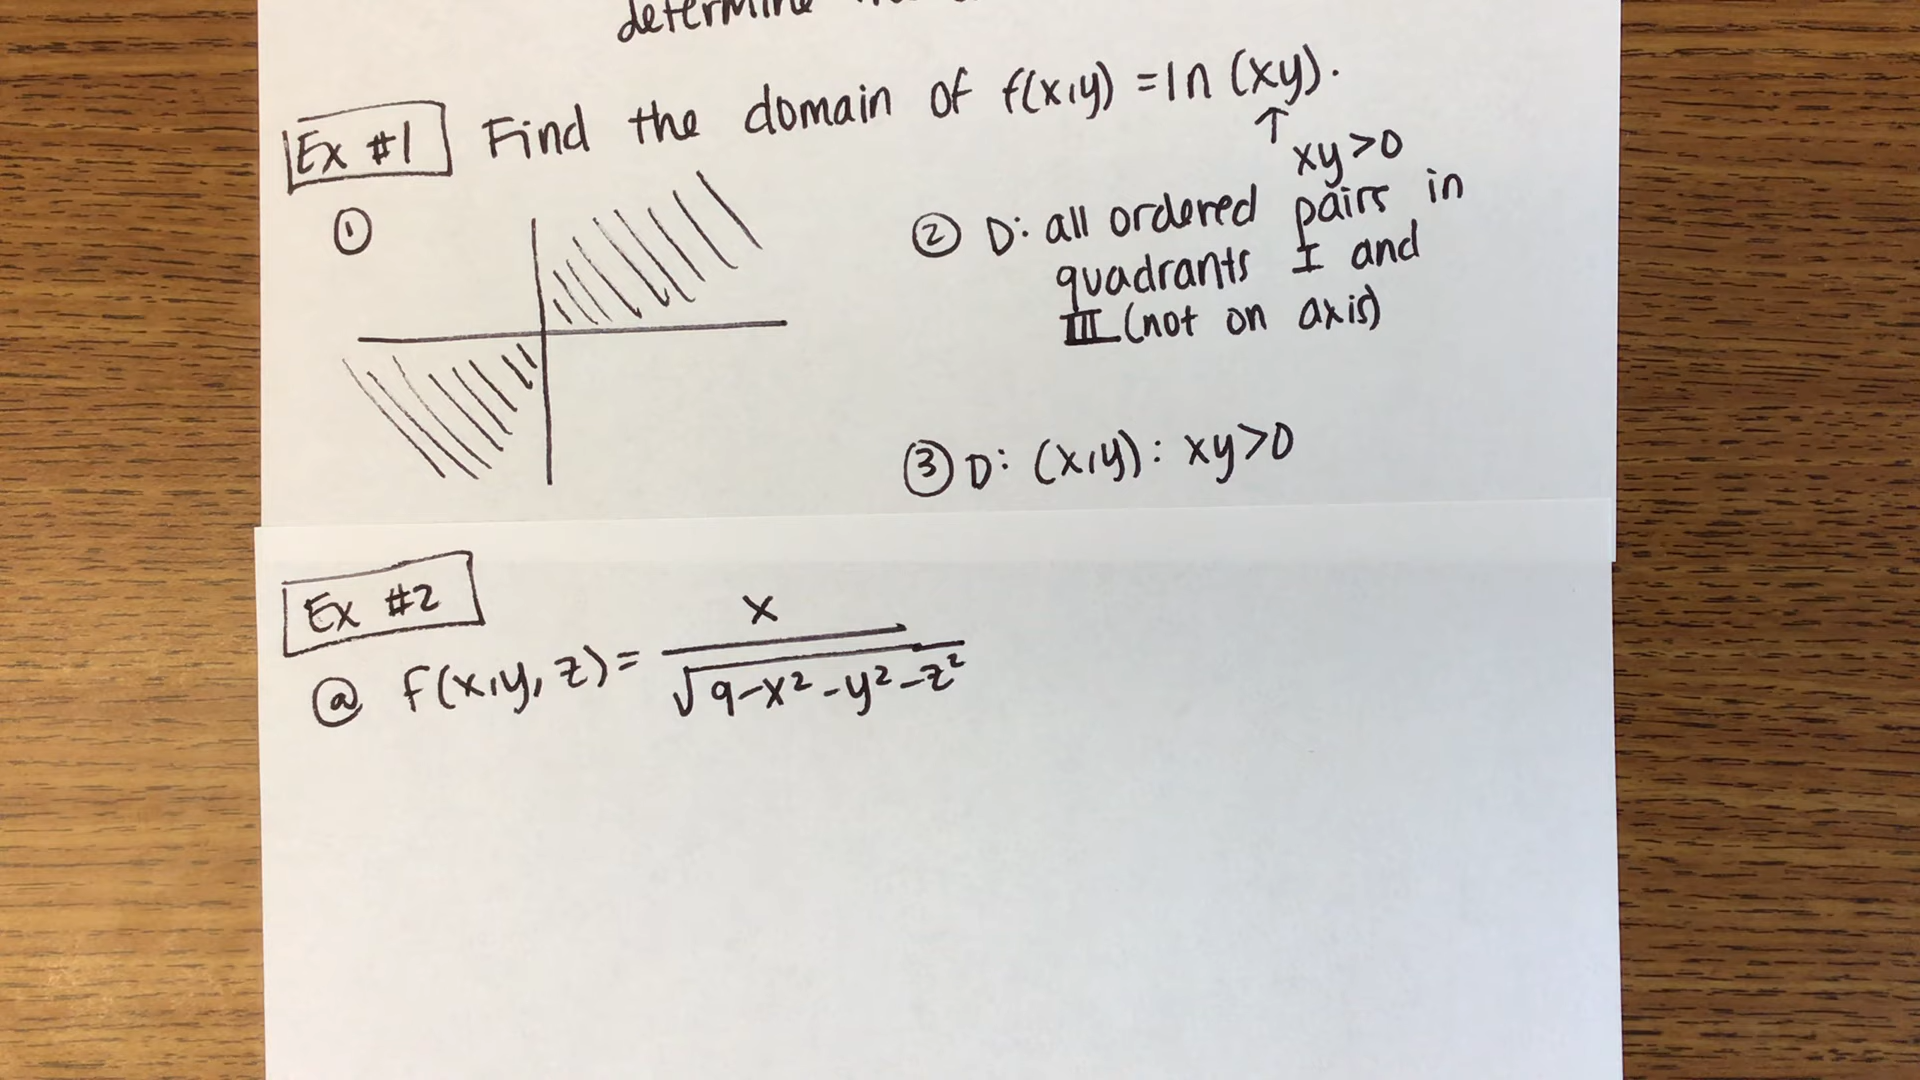 determine
Ex #1 Find the domain of f(x,y) = ln (xy).
↑ xy>0
①
② D: all ordered pairs in
quadrants I and
III (not on axis)
③ D: (x,y): xy>0
Ex #2
ⓐ f(x,y,z) = x / √(9-x²-y²-z²)